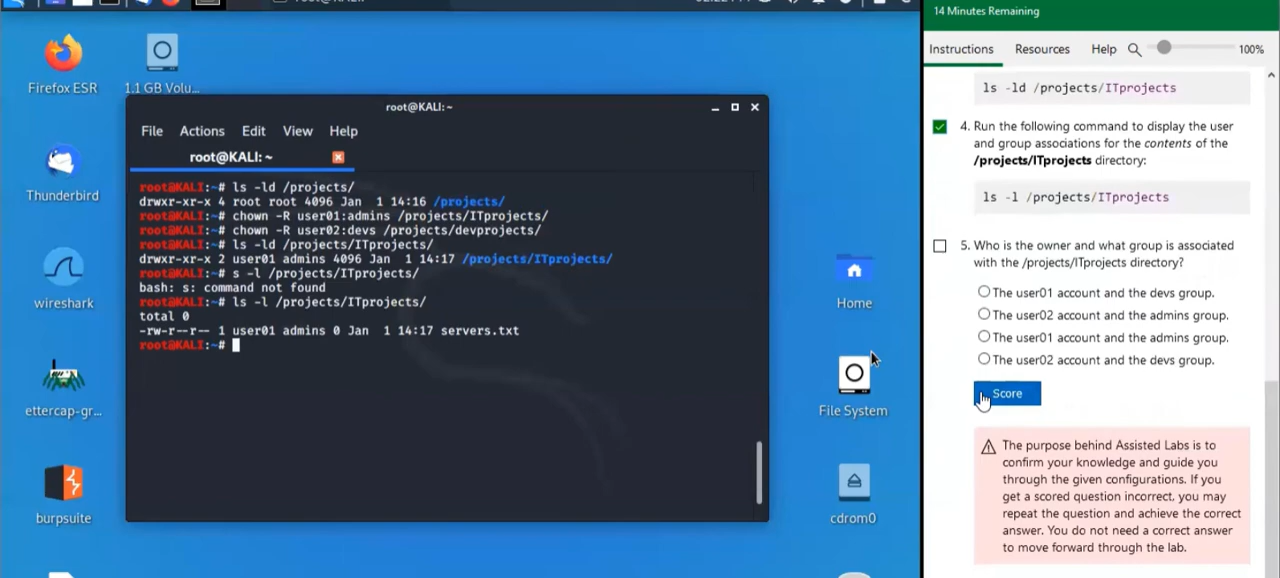 14 Minutes Remaining
Instructions Resources Help 100%
Firefox ESR
1.1 GB Volu...
Thunderbird
wireshark
ettercap-gr...
burpsuite
root@KALI: ~
File Actions Edit View Help
root@KALI: ~
root@KALI:~# ls -ld /projects/
drwxr-xr-x 4 root root 4096 Jan  1 14:16 /projects/
root@KALI:~# chown -R user01:admins /projects/ITprojects/
root@KALI:~# chown -R user02:devs /projects/devprojects/
root@KALI:~# ls -ld /projects/ITprojects/
drwxr-xr-x 2 user01 admins 4096 Jan  1 14:17 /projects/ITprojects/
root@KALI:~# s -l /projects/ITprojects/
bash: s: command not found
root@KALI:~# ls -l /projects/ITprojects/
total 0
-rw-r--r-- 1 user01 admins 0 Jan  1 14:17 servers.txt
root@KALI:~#
Home
File System
cdrom0
ls -ld /projects/ITprojects
4. Run the following command to display the user
and group associations for the contents of the
/projects/ITprojects directory:
ls -l /projects/ITprojects
5. Who is the owner and what group is associated
with the /projects/ITprojects directory?
The user01 account and the devs group.
The user02 account and the admins group.
The user01 account and the admins group.
The user02 account and the devs group.
Score
The purpose behind Assisted Labs is to
confirm your knowledge and guide you
through the given configurations. If you
get a scored question incorrect, you may
repeat the question and achieve the correct
answer. You do not need a correct answer
to move forward through the lab.